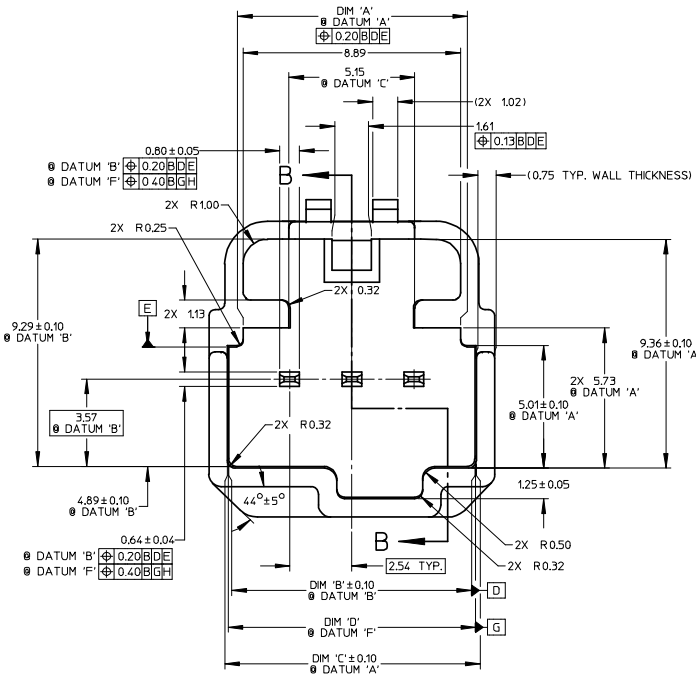 DIM 'A'
@ DATUM 'A'
⌖ 0.20 B D E
8.89
5.15
@ DATUM 'C'
(2X 1.02)
1.61
⌖ 0.13 B D E
0.80±0.05
@ DATUM 'B' ⌖ 0.20 B D E
@ DATUM 'F' ⌖ 0.40 B G H
B
(0.75 TYP. WALL THICKNESS)
2X R1.00
2X R0.25
2X 0.32
E
2X 1.13
9.29±0.10
@ DATUM 'B'
9.36±0.10
@ DATUM 'A'
2X 5.73
@ DATUM 'A'
5.01±0.10
@ DATUM 'A'
3.57
@ DATUM 'B'
2X R0.32
4.89±0.10
@ DATUM 'B'
44°±5°
1.25±0.05
0.64±0.04
@ DATUM 'B' ⌖ 0.20 B D E
@ DATUM 'F' ⌖ 0.40 B G H
B
2X R0.50
2X R0.32
2.54 TYP.
DIM 'B'±0.10
@ DATUM 'B'
D
DIM 'D'
@ DATUM 'F'
G
DIM 'C'±0.10
@ DATUM 'A'